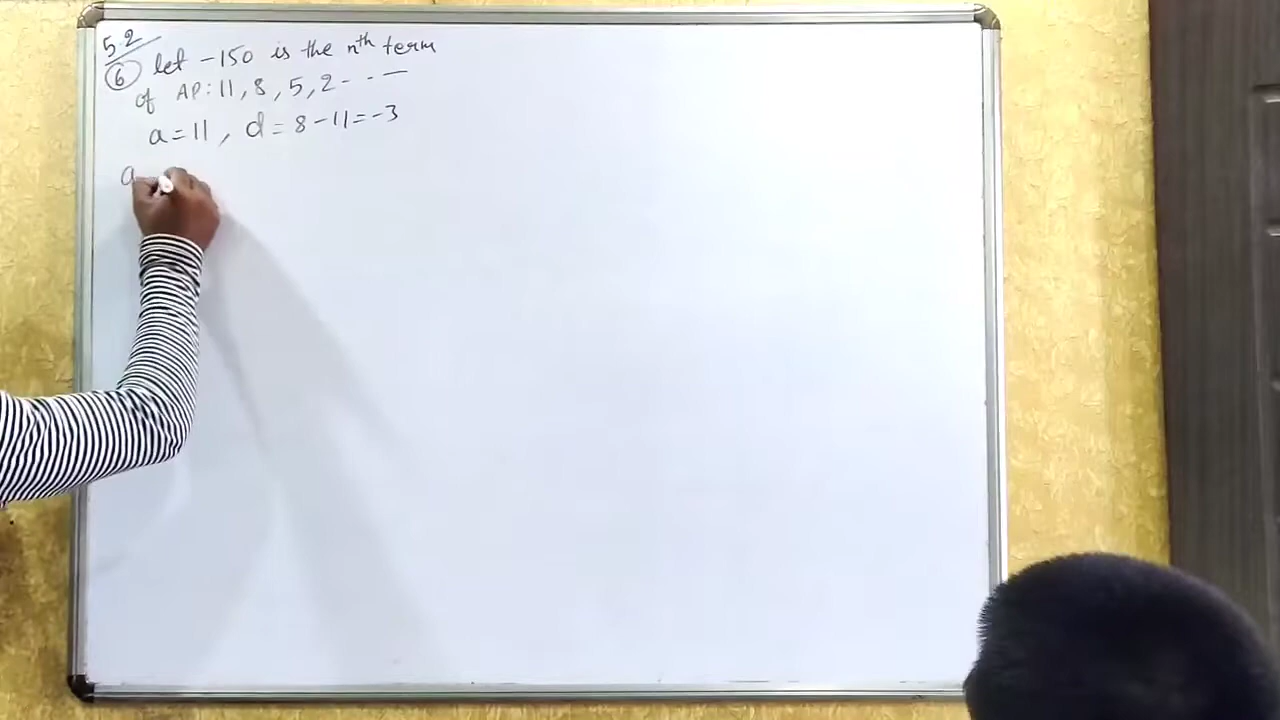 5.2
⑥ let -150 is the nth term
of AP: 11, 8, 5, 2 - - -
a = 11, d = 8 - 11 = -3
a